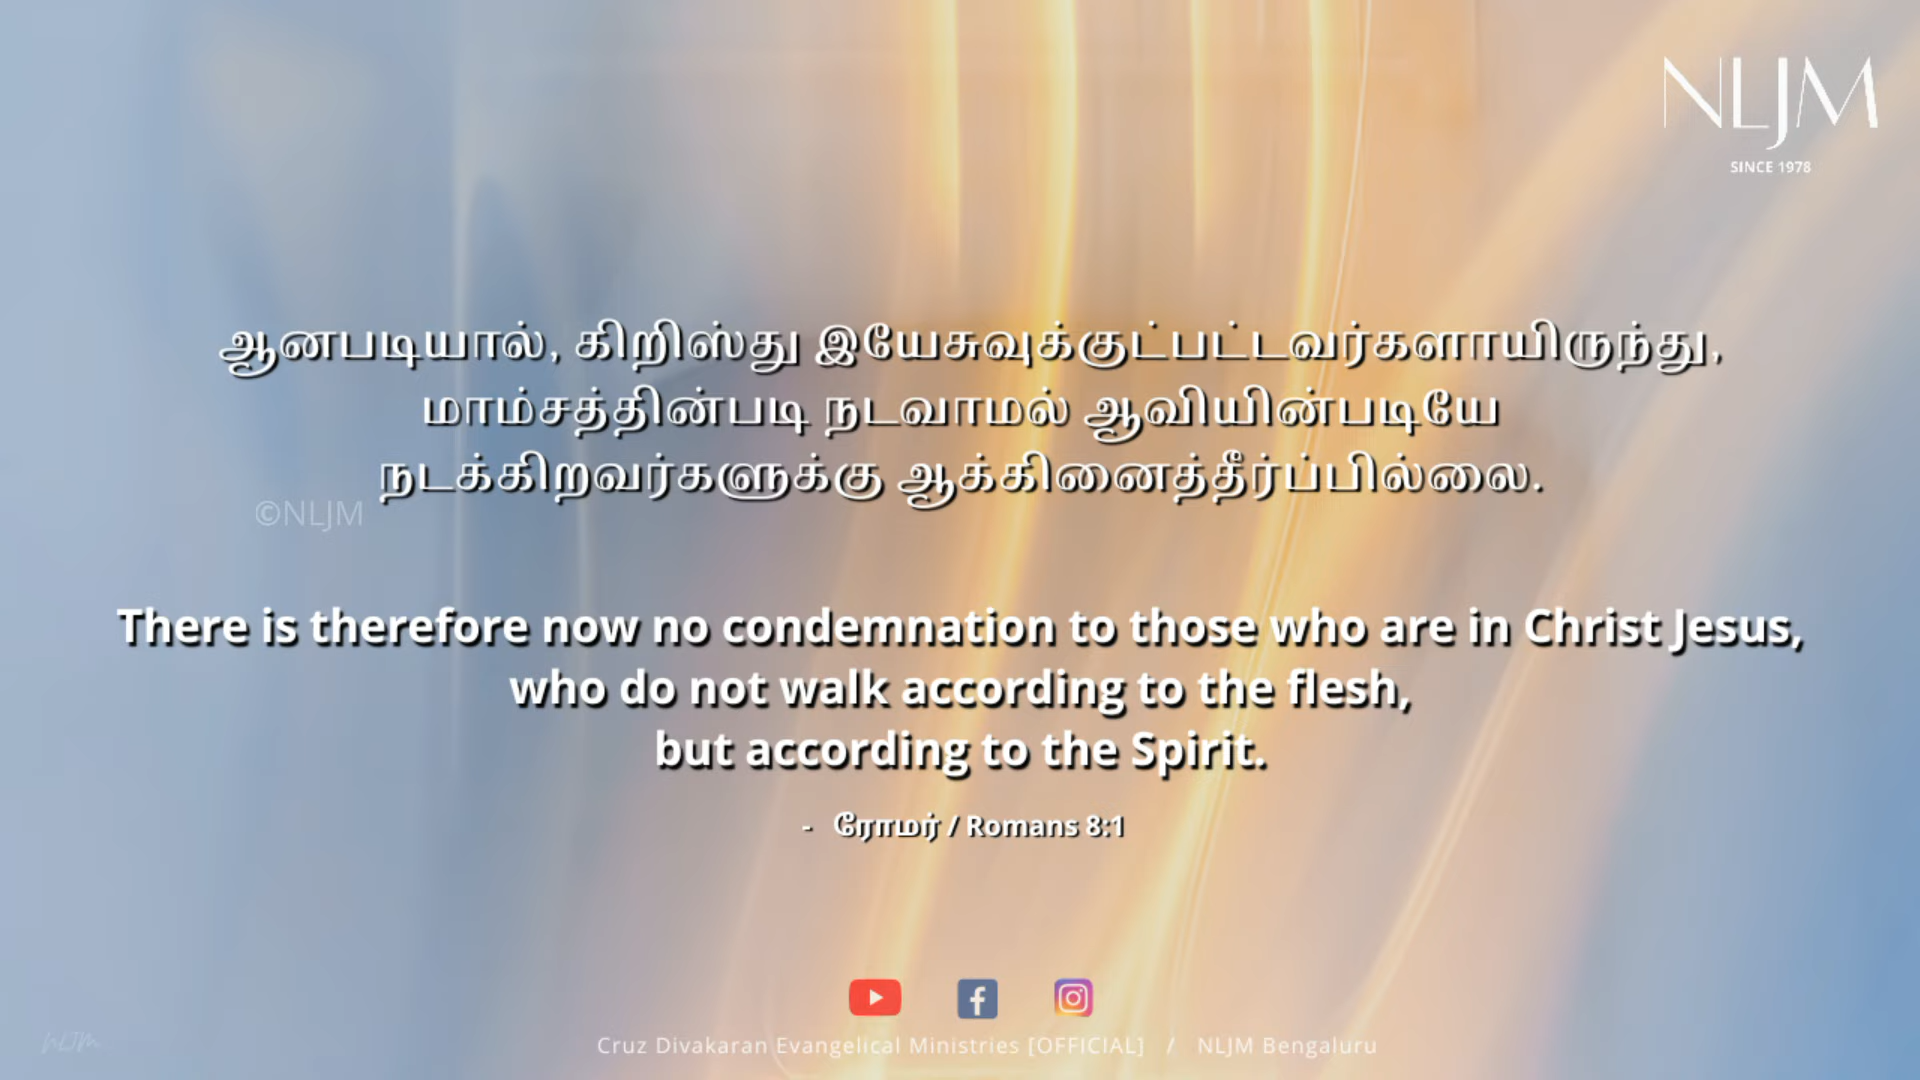 NLJM
SINCE 1978
ஆனபடியால், கிறிஸ்து இயேசுவுக்குட்பட்டவர்களாயிருந்து,
மாம்சத்தின்படி நடவாமல் ஆவியின்படியே
நடக்கிறவர்களுக்கு ஆக்கினைத்தீர்ப்பில்லை.
©NLJM
There is therefore now no condemnation to those who are in Christ Jesus,
who do not walk according to the flesh,
but according to the Spirit.
- ரோமர் / Romans 8:1
Cruz Divakaran Evangelical Ministries [OFFICIAL] / NLJM Bengaluru
NLJM